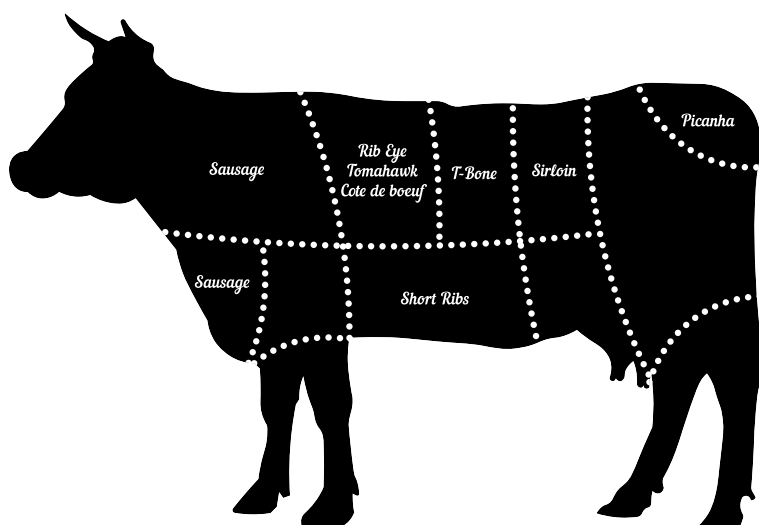 Picanha
Rib Eye
Tomahawk
Cote de boeuf
Sausage
T-Bone
Sirloin
Sausage
Short Ribs